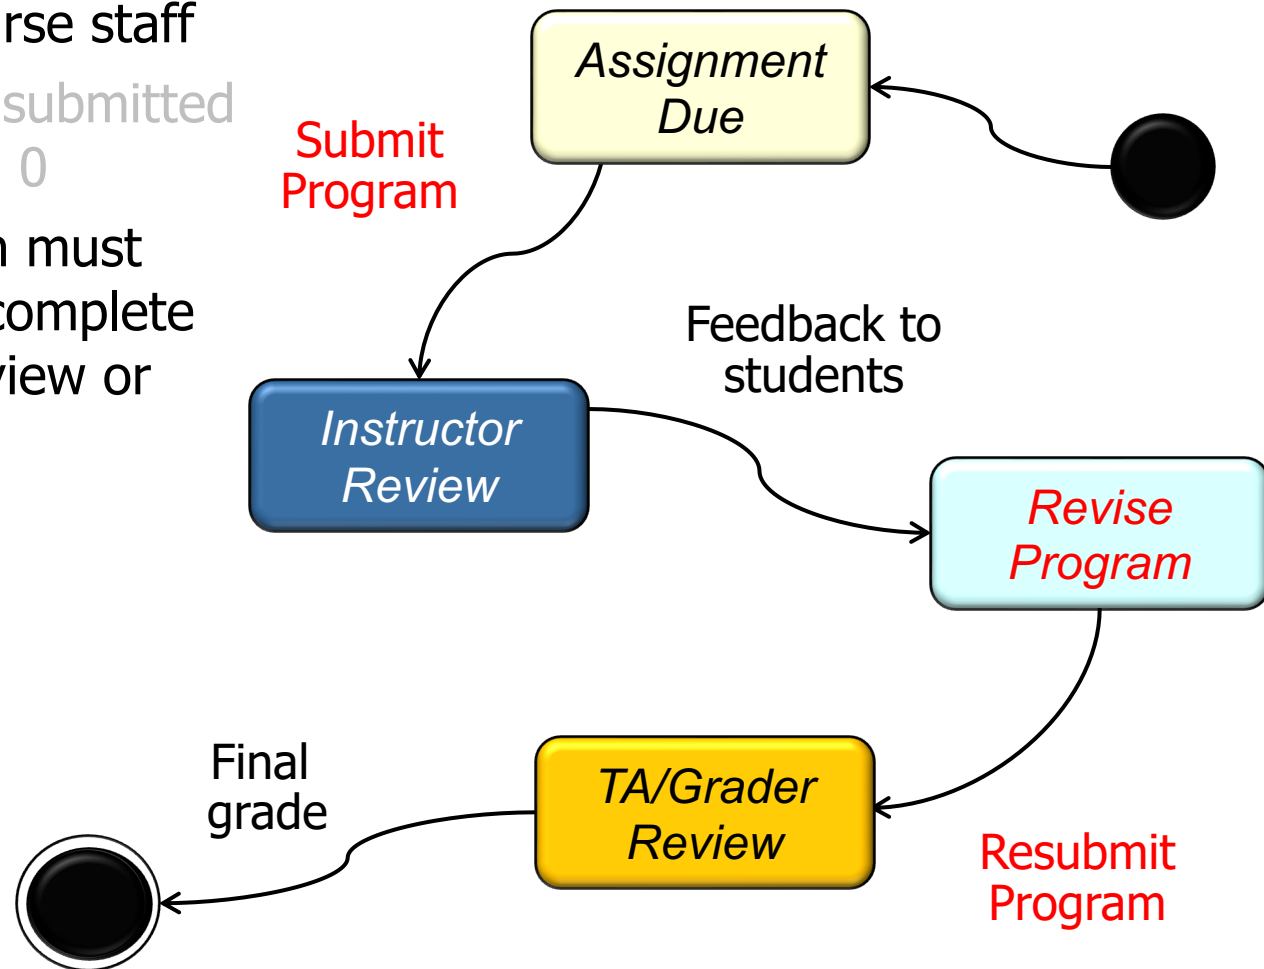 rse staff
submitted
0
n must
complete
view or
Assignment
Due
Submit
Program
Feedback to
students
Instructor
Review
Revise
Program
Final
grade
TA/Grader
Review
Resubmit
Program